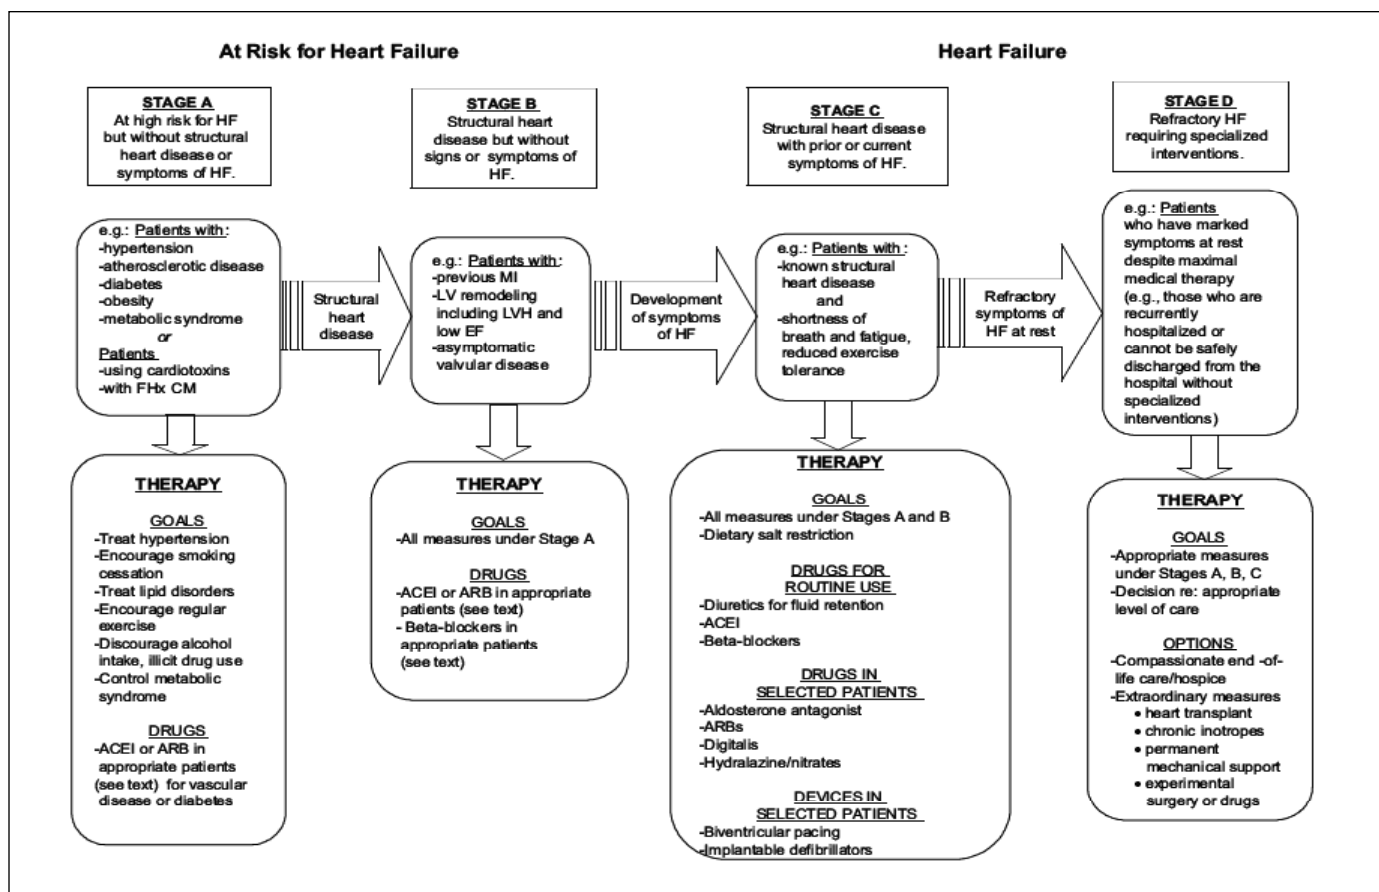 At Risk for Heart Failure
Heart Failure
STAGE A
At high risk for HF
but without structural
heart disease or
symptoms of HF.
STAGE B
Structural heart
disease but without
signs or symptoms of
HF.
STAGE C
Structural heart disease
with prior or current
symptoms of HF.
STAGE D
Refractory HF
requiring specialized
interventions.
e.g.: Patients with :
-hypertension
-atherosclerotic disease
-diabetes
-obesity
-metabolic syndrome
or
Patients
-using cardiotoxins
-with FHx CM
Structural
heart
disease
e.g.: Patients with :
-previous MI
-LV remodeling
including LVH and
low EF
-asymptomatic
valvular disease
Development
of symptoms
of HF
e.g.: Patients with :
-known structural
heart disease
and
-shortness of
breath and fatigue,
reduced exercise
tolerance
Refractory
symptoms of
HF at rest
e.g.: Patients
who have marked
symptoms at rest
despite maximal
medical therapy
(e.g., those who are
recurrently
hospitalized or
cannot be safely
discharged from the
hospital without
specialized
interventions)
THERAPY
GOALS
-Treat hypertension
-Encourage smoking
cessation
-Treat lipid disorders
-Encourage regular
exercise
-Discourage alcohol
intake, illicit drug use
-Control metabolic
syndrome
DRUGS
-ACEI or ARB in
appropriate patients
(see text) for vascular
disease or diabetes
THERAPY
GOALS
-All measures under Stage A
DRUGS
-ACEI or ARB in appropriate
patients (see text)
- Beta-blockers in
appropriate patients
(see text)
THERAPY
GOALS
-All measures under Stages A and B
-Dietary salt restriction
DRUGS FOR
ROUTINE USE
-Diuretics for fluid retention
-ACEI
-Beta-blockers
DRUGS IN
SELECTED PATIENTS
-Aldosterone antagonist
-ARBs
-Digitalis
-Hydralazine/nitrates
DEVICES IN
SELECTED PATIENTS
-Biventricular pacing
-Implantable defibrillators
THERAPY
GOALS
-Appropriate measures
under Stages A, B, C
-Decision re: appropriate
level of care
OPTIONS
-Compassionate end -of-
life care/hospice
-Extraordinary measures
• heart transplant
• chronic inotropes
• permanent
mechanical support
• experimental
surgery or drugs